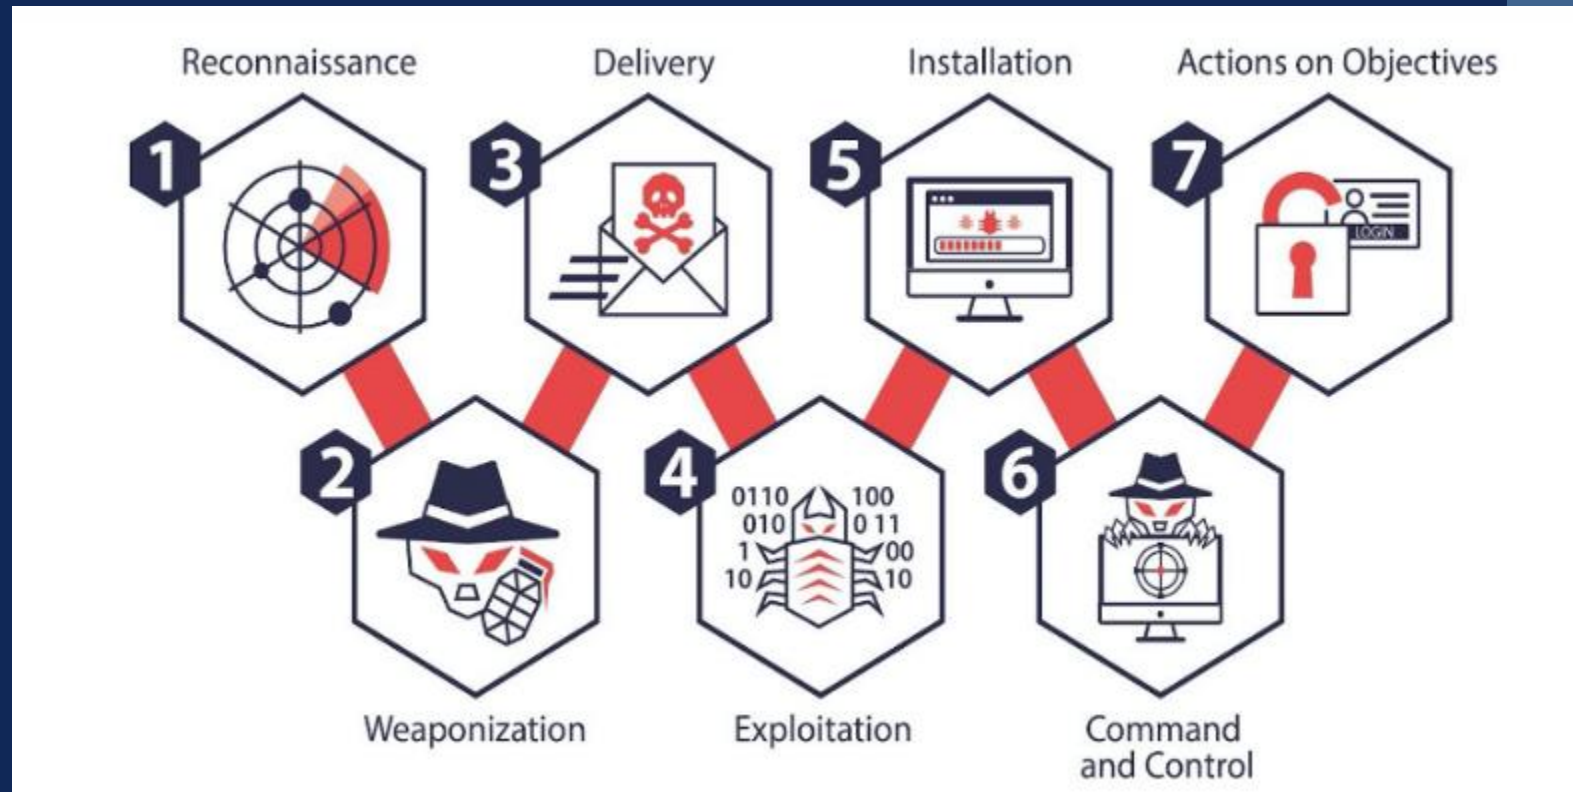 Reconnaissance
1
Weaponization
2
Delivery
3
Exploitation
4
0110 100
010 0 11
1 00
10 10
Installation
5
Command
and Control
6
Actions on Objectives
7
LOGIN